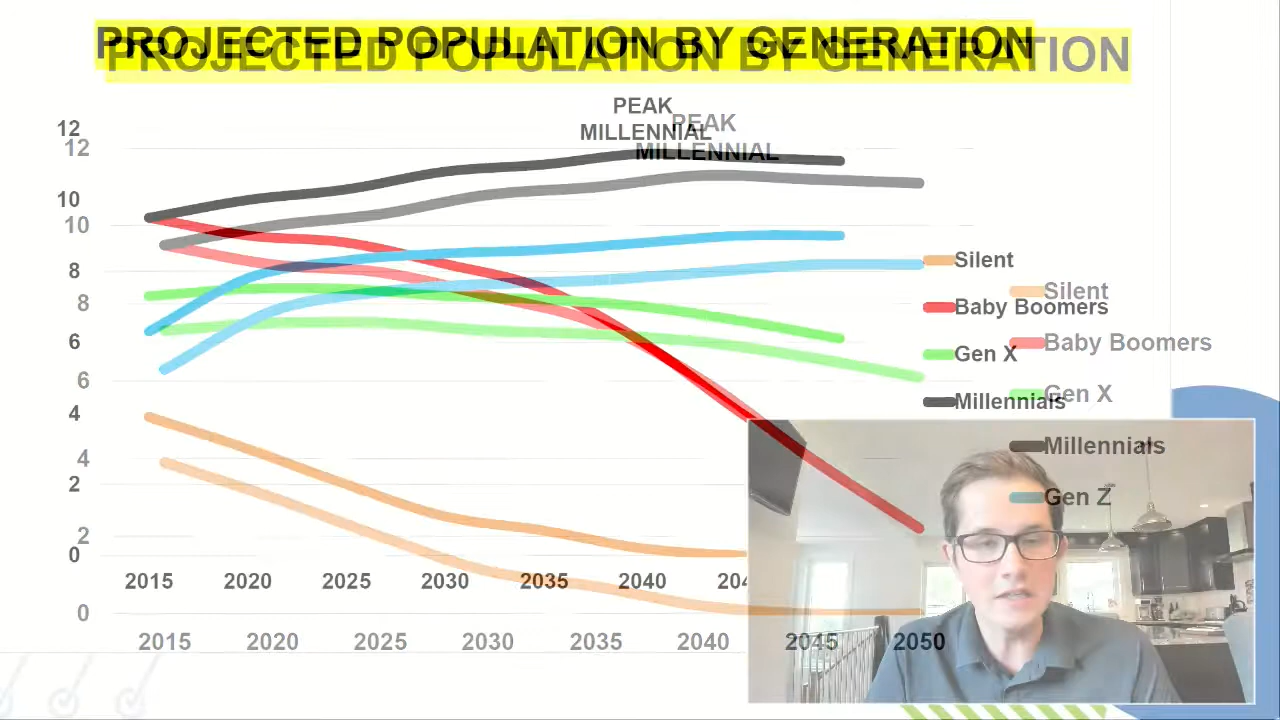 PROJECTED POPULATION BY GENERATION
PROJECTED POPULATION BY GENERATION
PEAK
MILLENNIAL
PEAK
MILLENNIAL
12
12
10
10
8
8
6
6
4
4
2
2
0
0
2015 2020 2025 2030 2035 2040
2015 2020 2025 2030 2035 2040 2045 2050
Silent
Baby Boomers
Gen X
Millennials
Silent
Baby Boomers
Gen X
Millennials
Gen Z